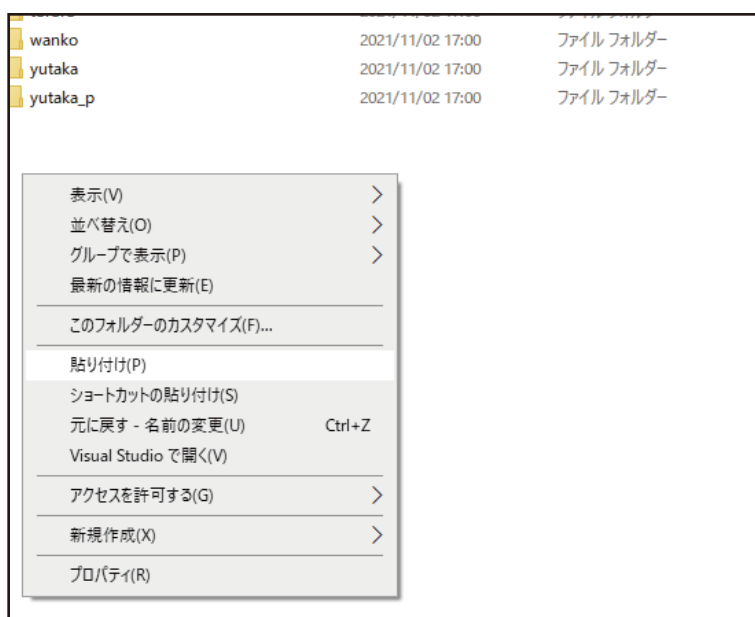 wanko 2021/11/02 17:00 ファイル フォルダー
yutaka 2021/11/02 17:00 ファイル フォルダー
yutaka_p 2021/11/02 17:00 ファイル フォルダー
表示(V)
並べ替え(O)
グループで表示(P)
最新の情報に更新(E)
このフォルダーのカスタマイズ(F)...
貼り付け(P)
ショートカットの貼り付け(S)
元に戻す - 名前の変更(U) Ctrl+Z
Visual Studio で開く(V)
アクセスを許可する(G)
新規作成(X)
プロパティ(R)